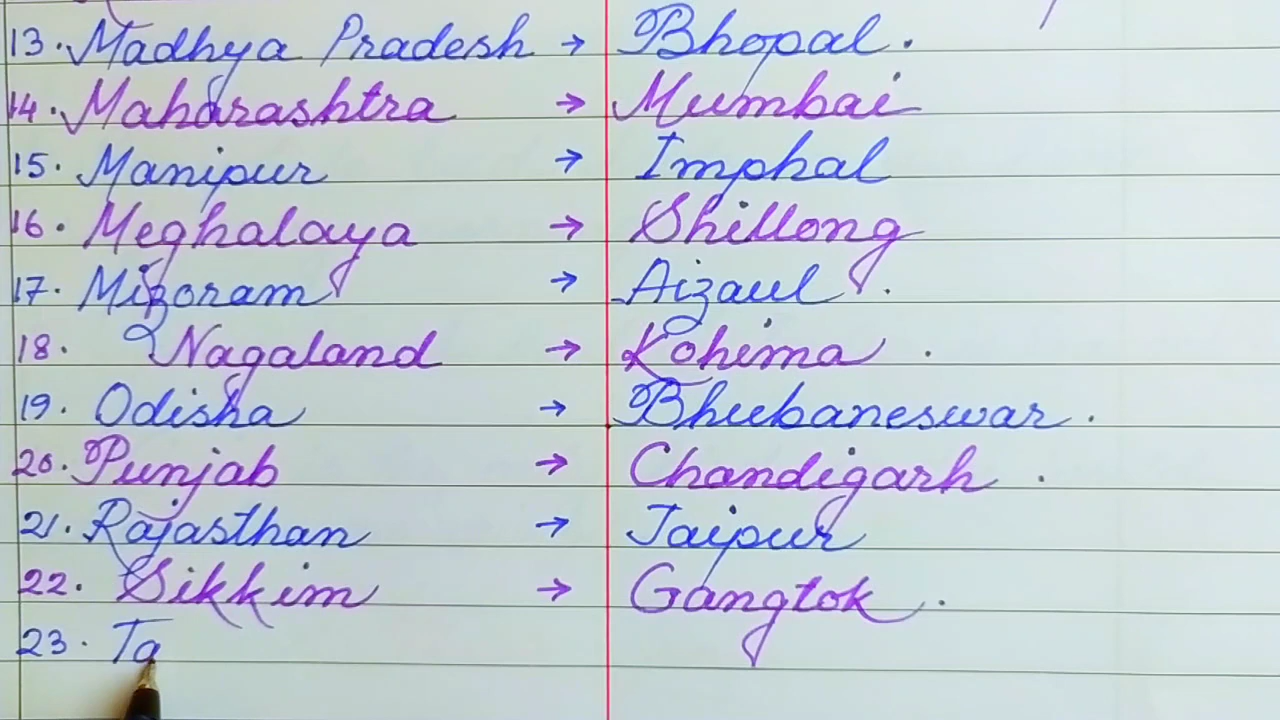 13. Madhya Pradesh → Bhopal.
14. Maharashtra → Mumbai
15. Manipur → Imphal
16. Meghalaya → Shillong
17. Mizoram → Aizaul.
18. Nagaland → Kohima.
19. Odisha → Bhubaneswar.
20. Punjab → Chandigarh.
21. Rajasthan → Jaipur
22. Sikkim → Gangtok.
23. Ta